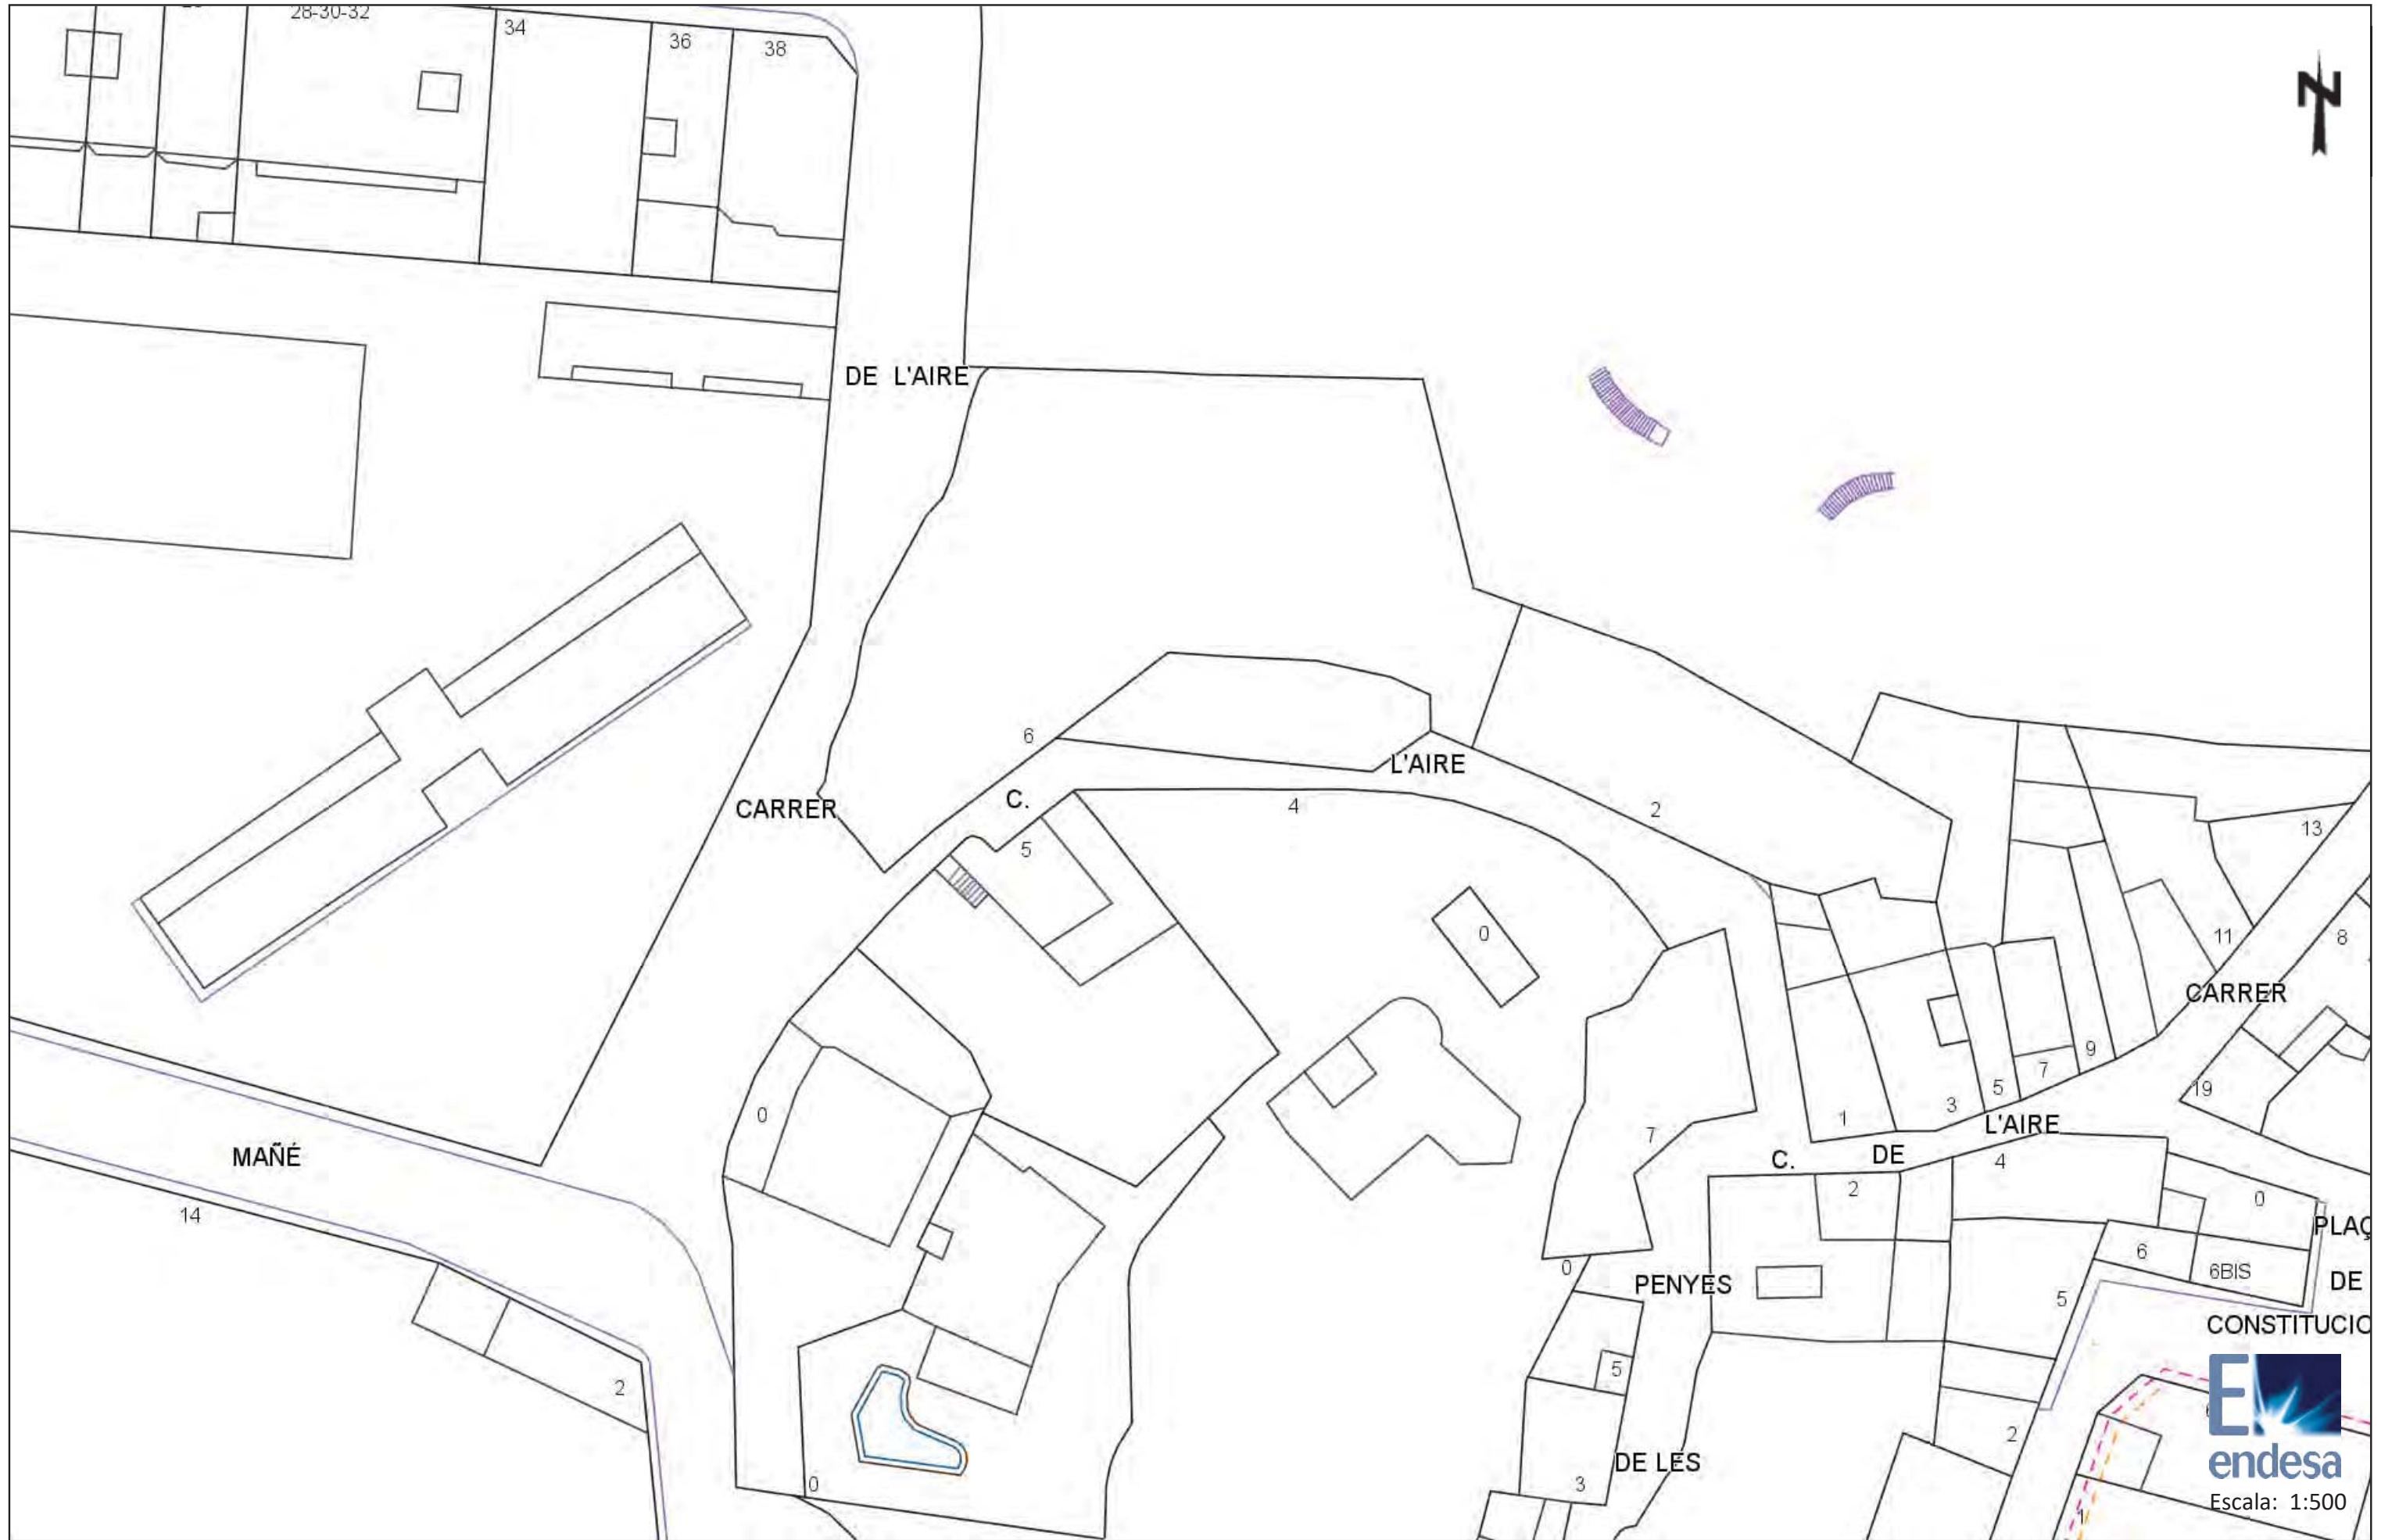 28-30-32
34
36
38
N
DE L'AIRE
6
L'AIRE
C.
CARRER
4
2
5
13
0
11
8
CARRER
9
7
5
19
0
3
1
L'AIRE
7
MAÑÉ
C.
DE
4
2
14
0
PLAÇ
6
6BIS
0
PENYES
DE
5
CONSTITUCIO
5
2
2
DE LES
endesa
0
3
Escala: 1:500
1